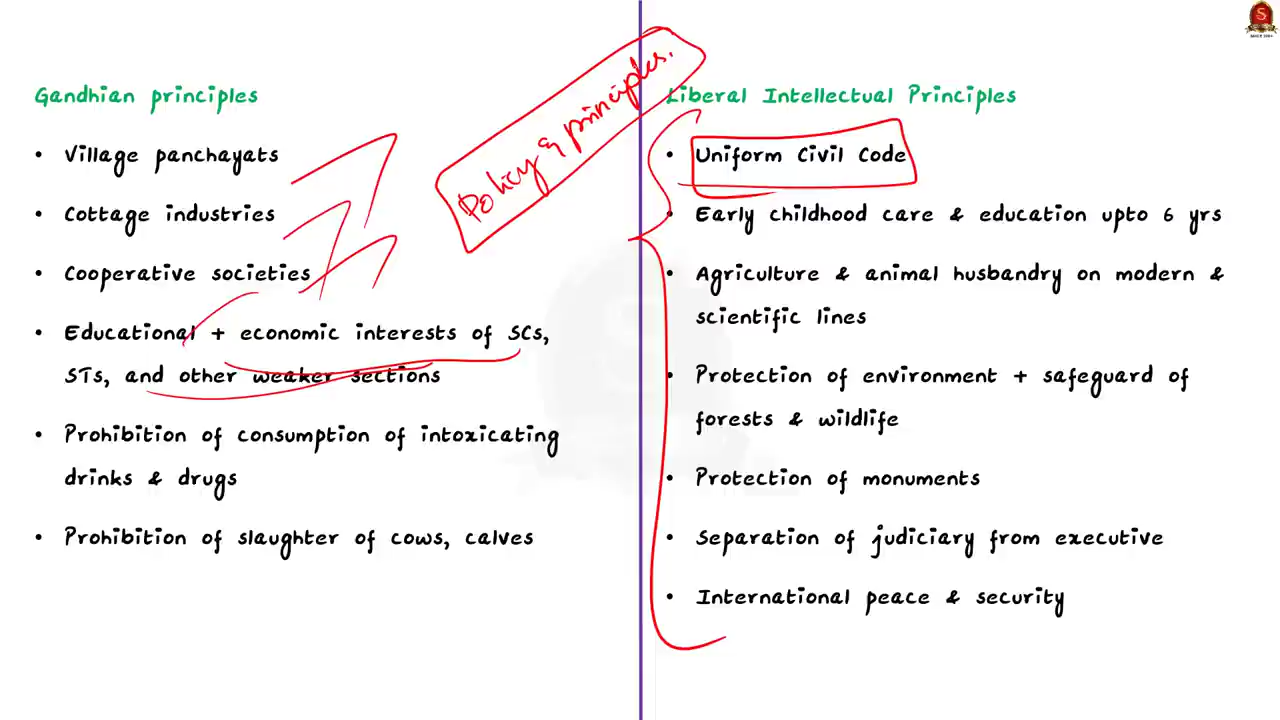 Gandhian principles
• Village panchayats
• Cottage industries
• Cooperative societies
• Educational + economic interests of SCs,
STs, and other weaker sections
• Prohibition of consumption of intoxicating
drinks & drugs
• Prohibition of slaughter of cows, calves
Policy & principles.
Liberal Intellectual Principles
• Uniform Civil Code
• Early childhood care & education upto 6 yrs
• Agriculture & animal husbandry on modern &
scientific lines
• Protection of environment + safeguard of
forests & wildlife
• Protection of monuments
• Separation of judiciary from executive
• International peace & security
S